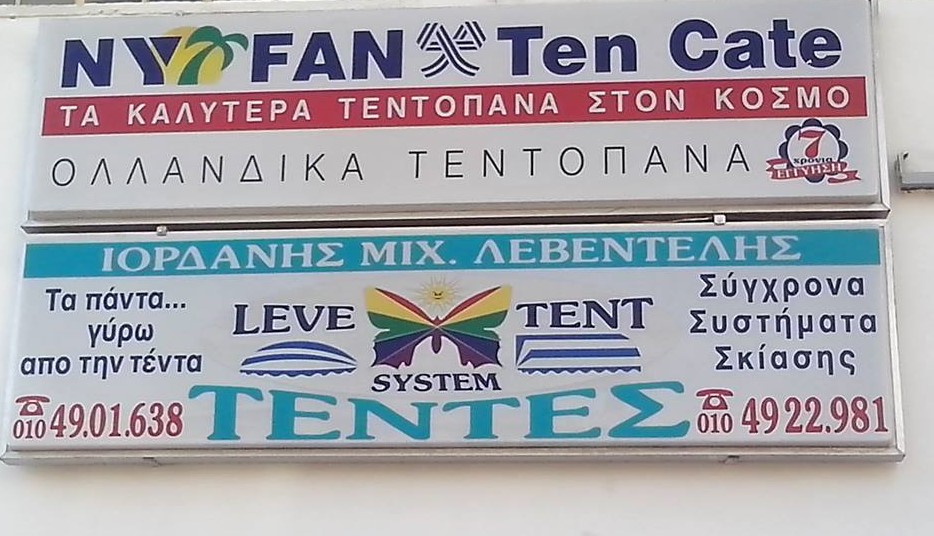 NYFAN Ten Cate
ΤΑ ΚΑΛΥΤΕΡΑ ΤΕΝΤΟΠΑΝΑ ΣΤΟΝ ΚΟΣΜΟ
ΟΛΛΑΝΔΙΚΑ ΤΕΝΤΟΠΑΝΑ
7
χρόνια
ΕΓΓΥΗΣΗ
ΙΟΡΔΑΝΗΣ ΜΙΧ. ΛΕΒΕΝΤΕΛΗΣ
Τα πάντα...
γύρω
απο την τέντα
LEVE TENT
SYSTEM
Σύγχρονα
Συστήματα
Σκίασης
010 49.01.638
ΤΕΝΤΕΣ
010 49 22.981